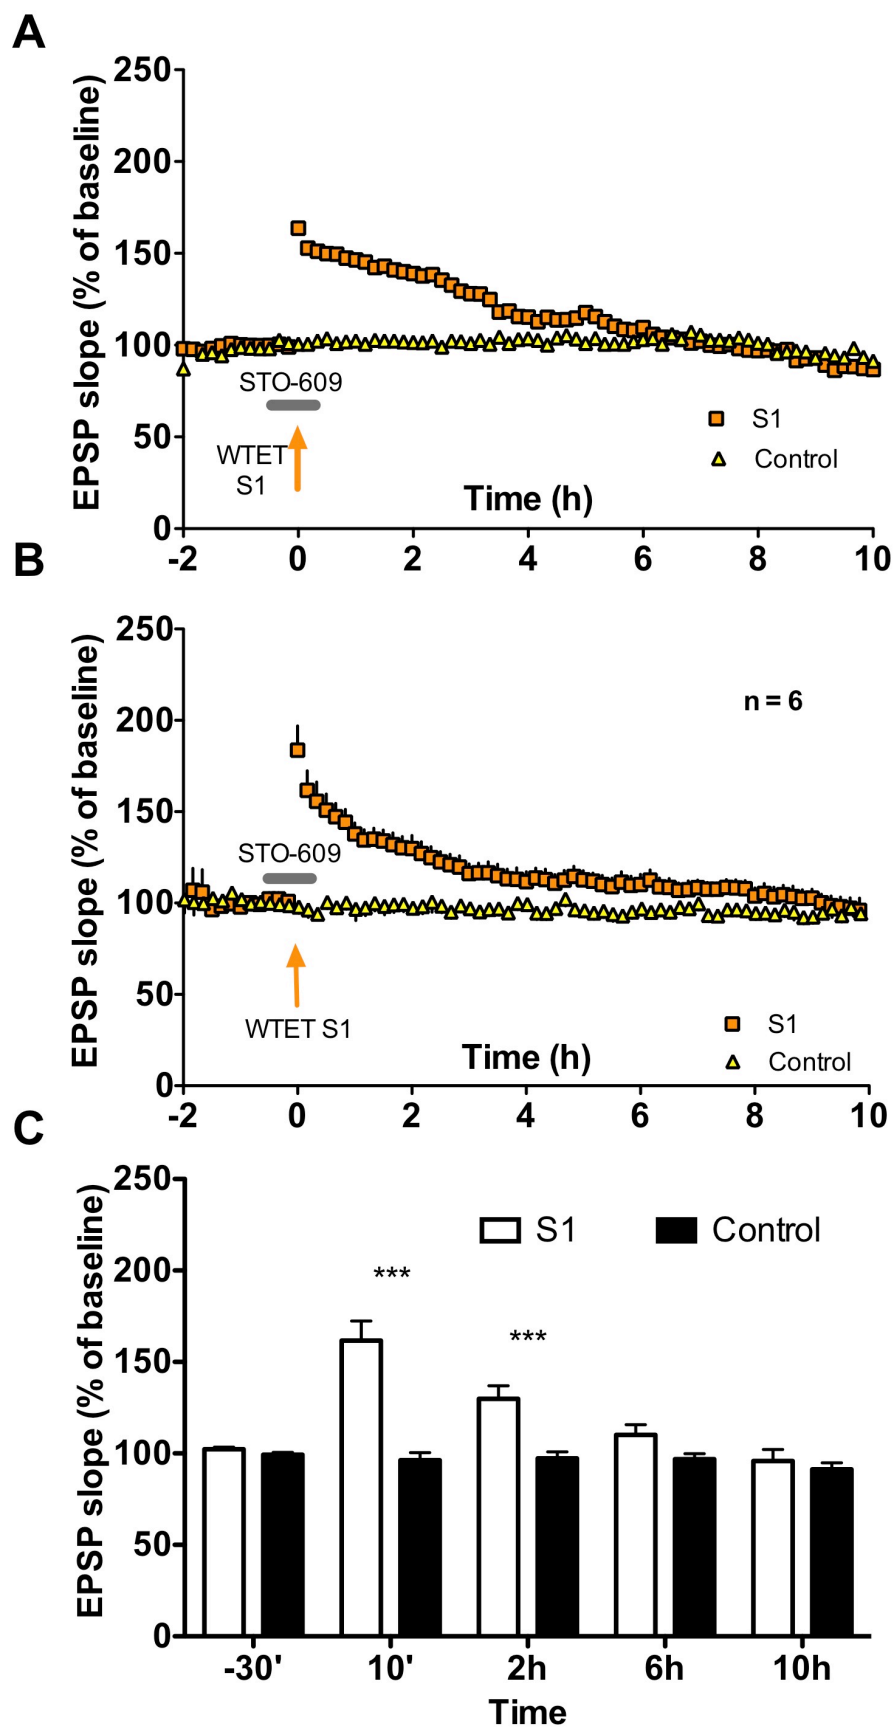 A
EPSP slope (% of baseline)
250
200
150
100
50
0
STO-609
WTET
S1
S1
Control
Time (h)
-2 0 2 4 6 8 10
B
EPSP slope (% of baseline)
250
200
150
100
50
0
n = 6
STO-609
WTET S1
S1
Control
Time (h)
-2 0 2 4 6 8 10
C
EPSP slope (% of baseline)
250
200
150
100
50
0
S1 Control
***
***
-30' 10' 2h 6h 10h
Time